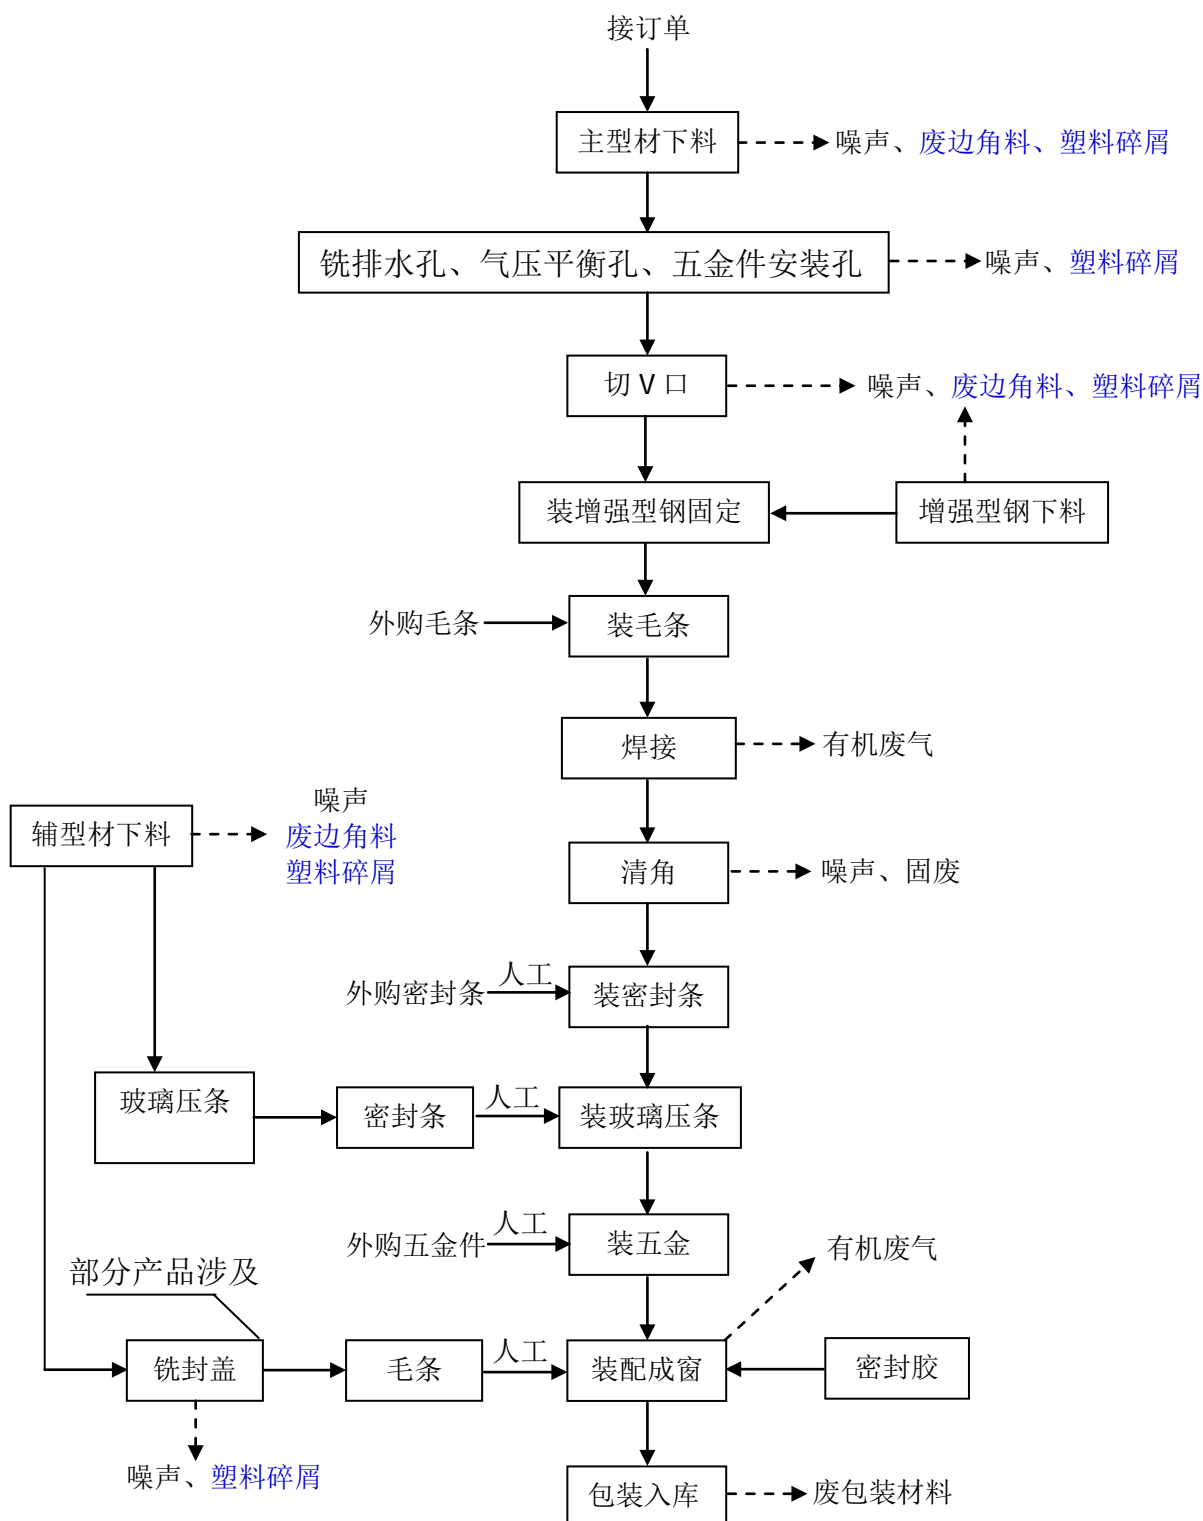 接订单
主型材下料
噪声、废边角料、塑料碎屑
铣排水孔、气压平衡孔、五金件安装孔
噪声、塑料碎屑
切 V 口
噪声、废边角料、塑料碎屑
装增强型钢固定
增强型钢下料
外购毛条
装毛条
焊接
有机废气
辅型材下料
噪声
废边角料
塑料碎屑
清角
噪声、固废
外购密封条
人工
装密封条
玻璃压条
密封条
人工
装玻璃压条
外购五金件
人工
装五金
有机废气
部分产品涉及
铣封盖
毛条
人工
装配成窗
密封胶
噪声、塑料碎屑
包装入库
废包装材料